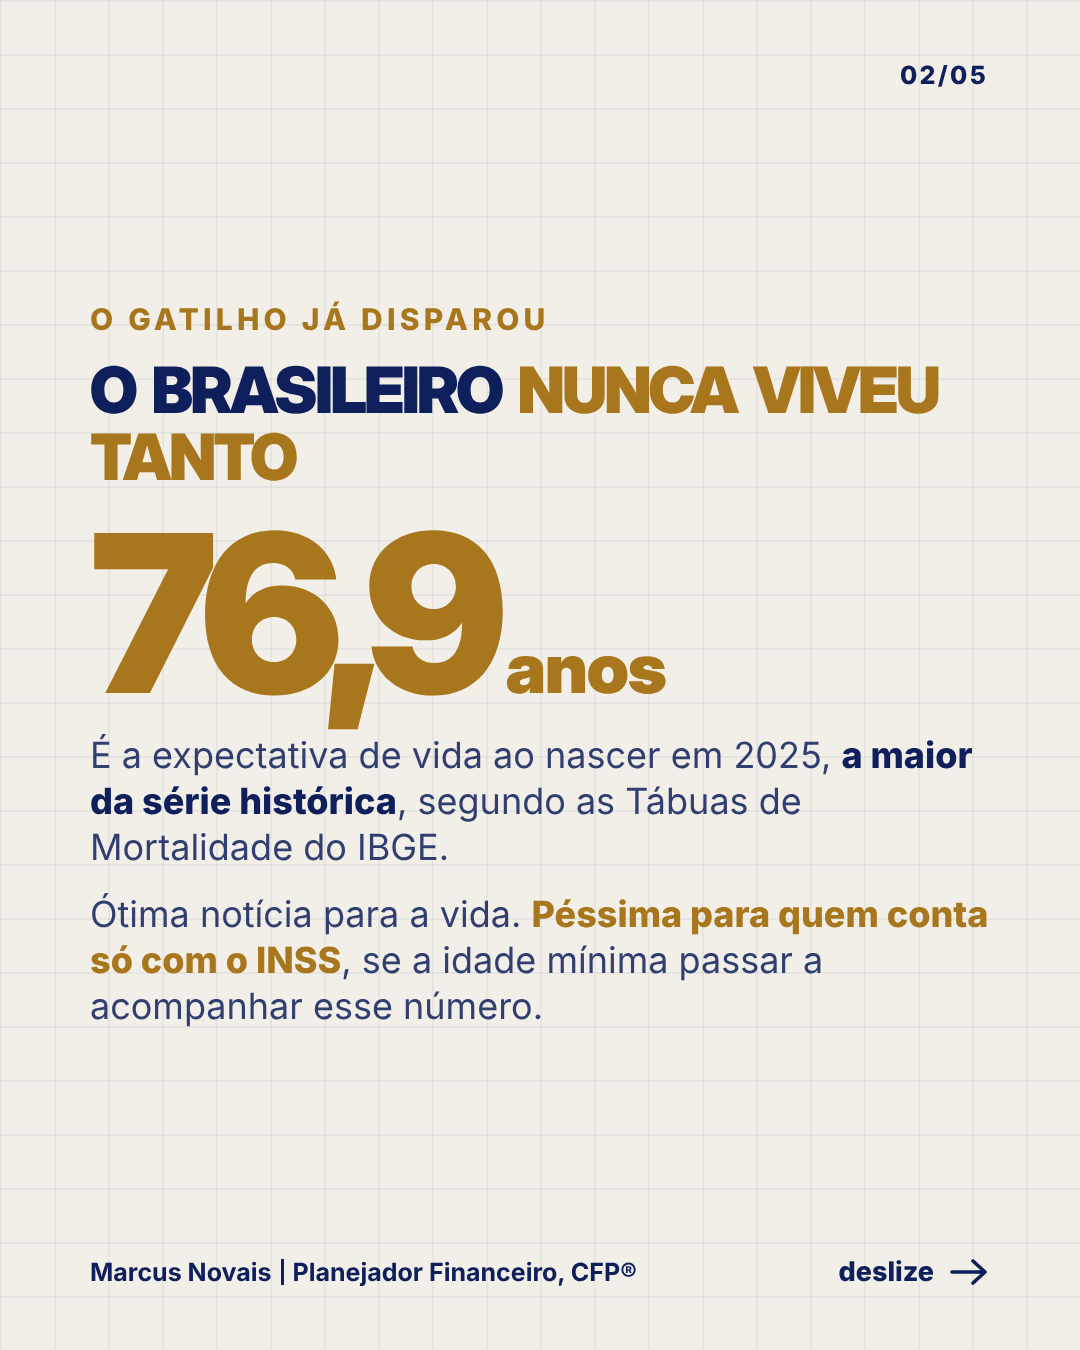 02/05
O GATILHO JÁ DISPAROU
O BRASILEIRO NUNCA VIVEU
TANTO
76,9 anos
É a expectativa de vida ao nascer em 2025, a maior
da série histórica, segundo as Tábuas de
Mortalidade do IBGE.
Ótima notícia para a vida. Péssima para quem conta
só com o INSS, se a idade mínima passar a
acompanhar esse número.
Marcus Novais | Planejador Financeiro, CFP®
deslize →